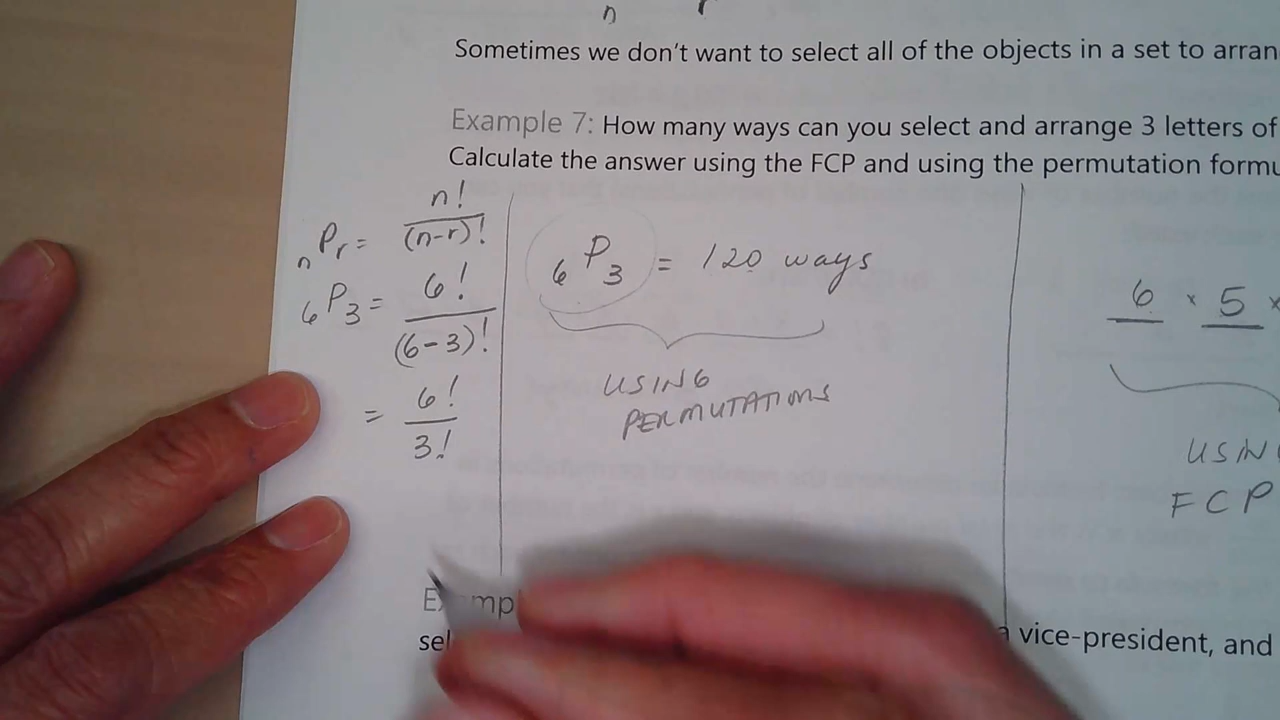 n r
Sometimes we don't want to select all of the objects in a set to arran
Example 7: How many ways can you select and arrange 3 letters of
Calculate the answer using the FCP and using the permutation formu
nPr = n!/(n-r)!
6P3 = 6!/(6-3)!
= 6!/3!
6P3 = 120 ways
USING
PERMUTATIONS
6 × 5 ×
USIN
FCP
Examp
sel
vice-president, and